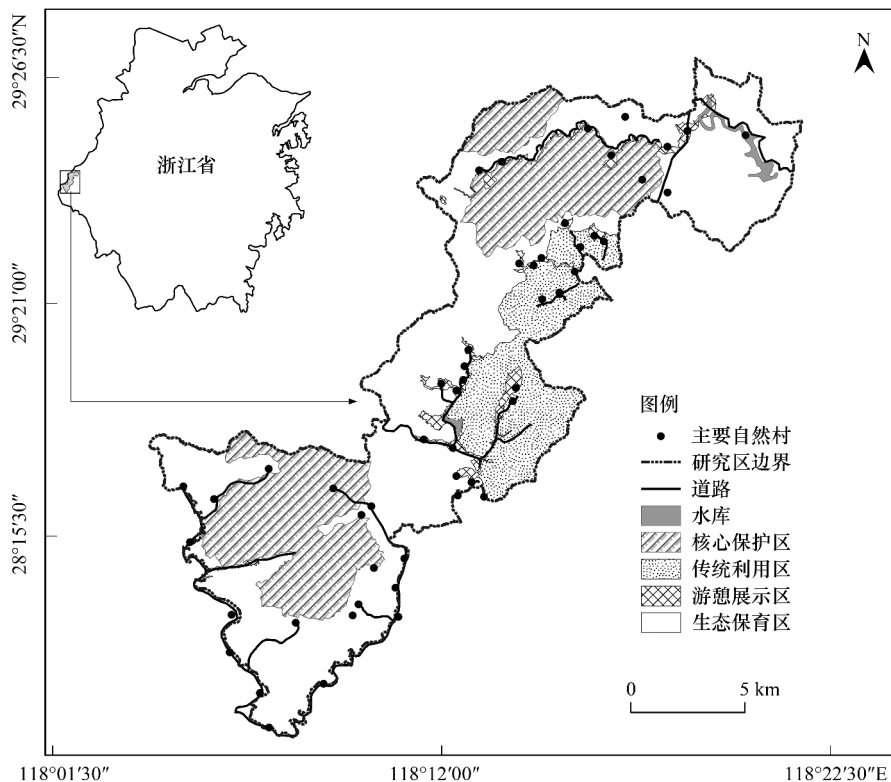 29°26′30″N
29°21′00″
28°15′30″
浙江省
N
图例
主要自然村
研究区边界
道路
水库
核心保护区
传统利用区
游憩展示区
生态保育区
0 5 km
118°01′30″ 118°12′00″ 118°22′30″E